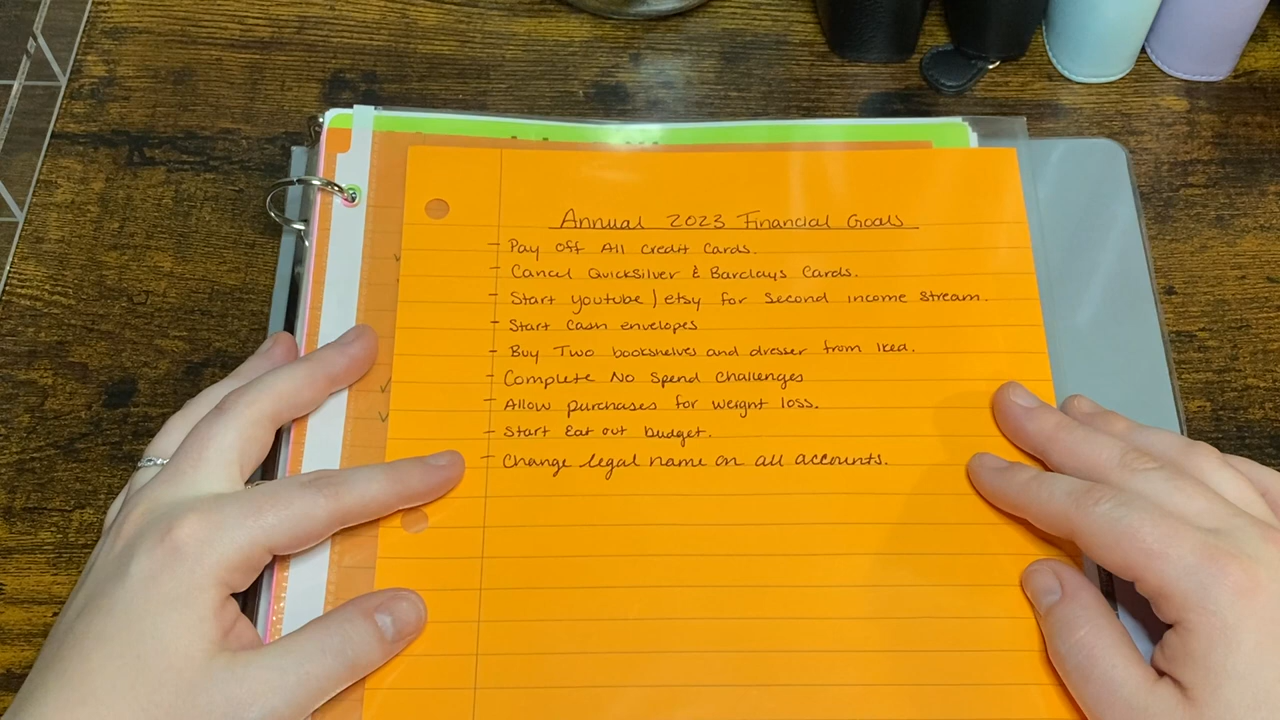 Annual 2023 Financial Goals
- Pay off All credit cards.
- Cancel Quicksilver & Barclays Cards.
- Start youtube | etsy for second income stream.
- Start Cash envelopes
- Buy Two bookshelves and dresser from Ikea.
- Complete No Spend Challenges
- Allow purchases for weight loss.
- Start Eat out budget.
- Change legal name on all accounts.